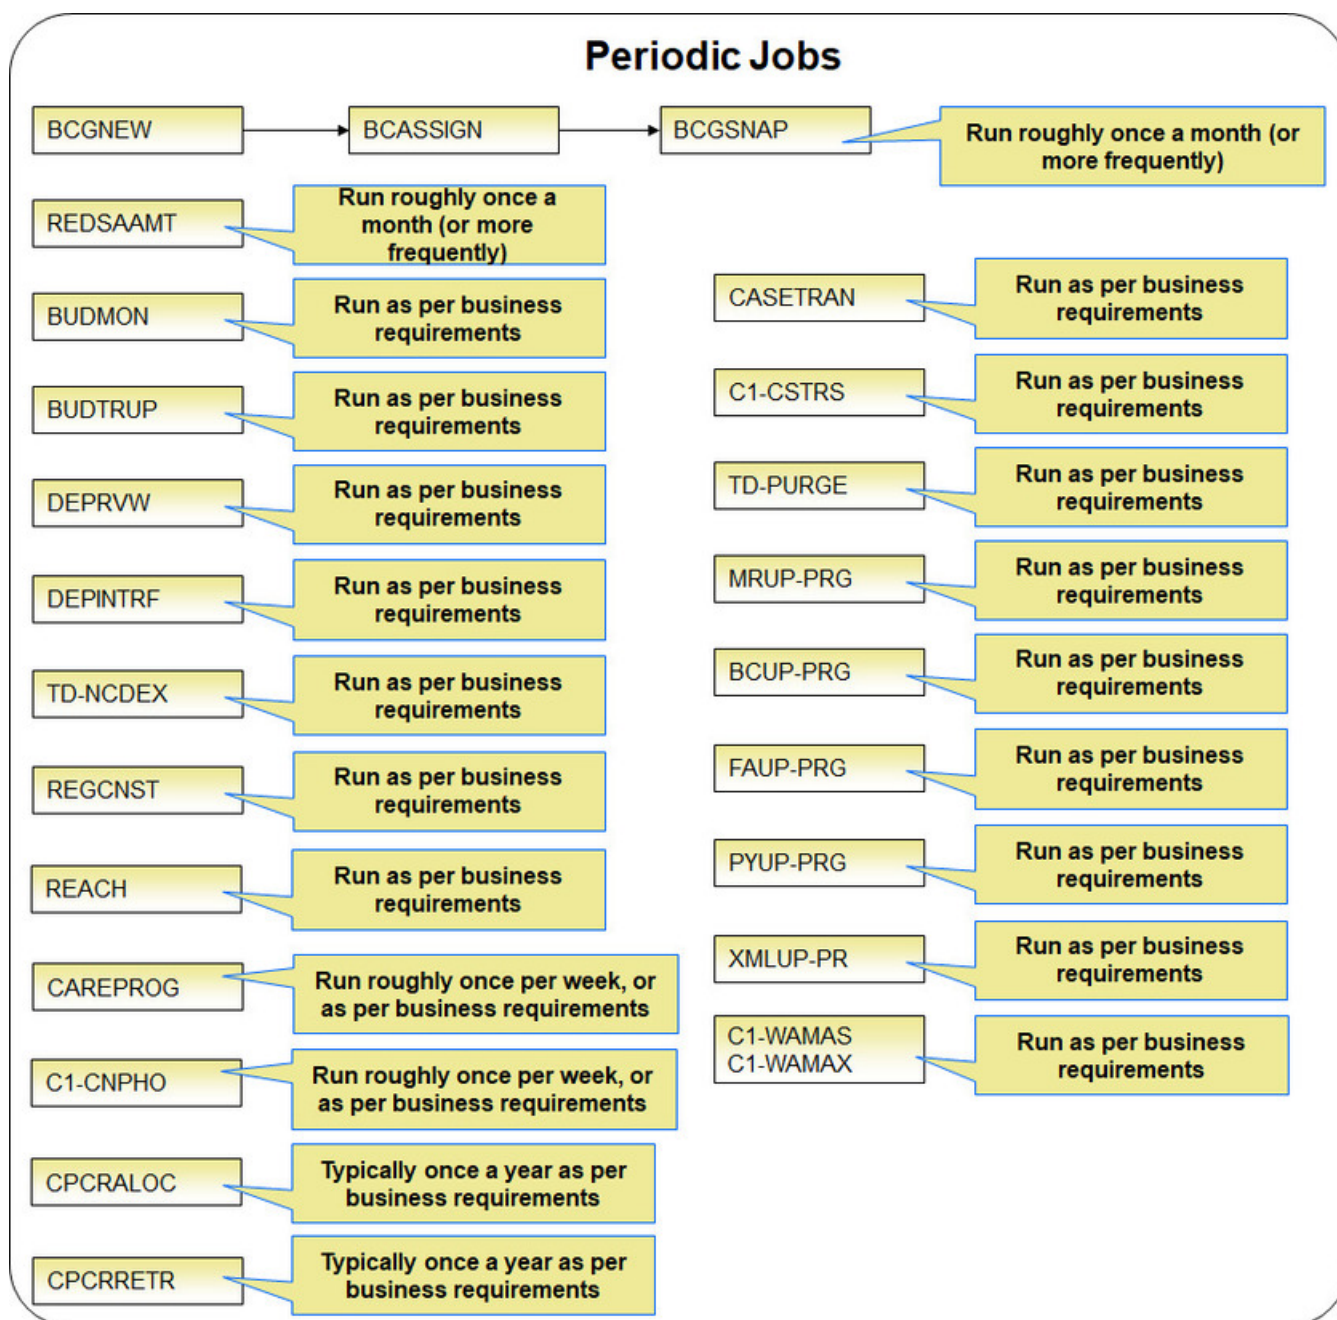 Periodic Jobs
BCGNEW
BCASSIGN
BCGSNAP
Run roughly once a month (or
more frequently)
REDSAAMT
Run roughly once a
month (or more
frequently)
BUDMON
Run as per business
requirements
BUDTRUP
Run as per business
requirements
DEPRVW
Run as per business
requirements
DEPINTRF
Run as per business
requirements
TD-NCDEX
Run as per business
requirements
REGCNST
Run as per business
requirements
REACH
Run as per business
requirements
CAREPROG
Run roughly once per week, or
as per business requirements
C1-CNPHO
Run roughly once per week, or
as per business requirements
CPCRALOC
Typically once a year as per
business requirements
CPCRRETR
Typically once a year as per
business requirements
CASETRAN
Run as per business
requirements
C1-CSTRS
Run as per business
requirements
TD-PURGE
Run as per business
requirements
MRUP-PRG
Run as per business
requirements
BCUP-PRG
Run as per business
requirements
FAUP-PRG
Run as per business
requirements
PYUP-PRG
Run as per business
requirements
XMLUP-PR
Run as per business
requirements
C1-WAMAS
C1-WAMAX
Run as per business
requirements